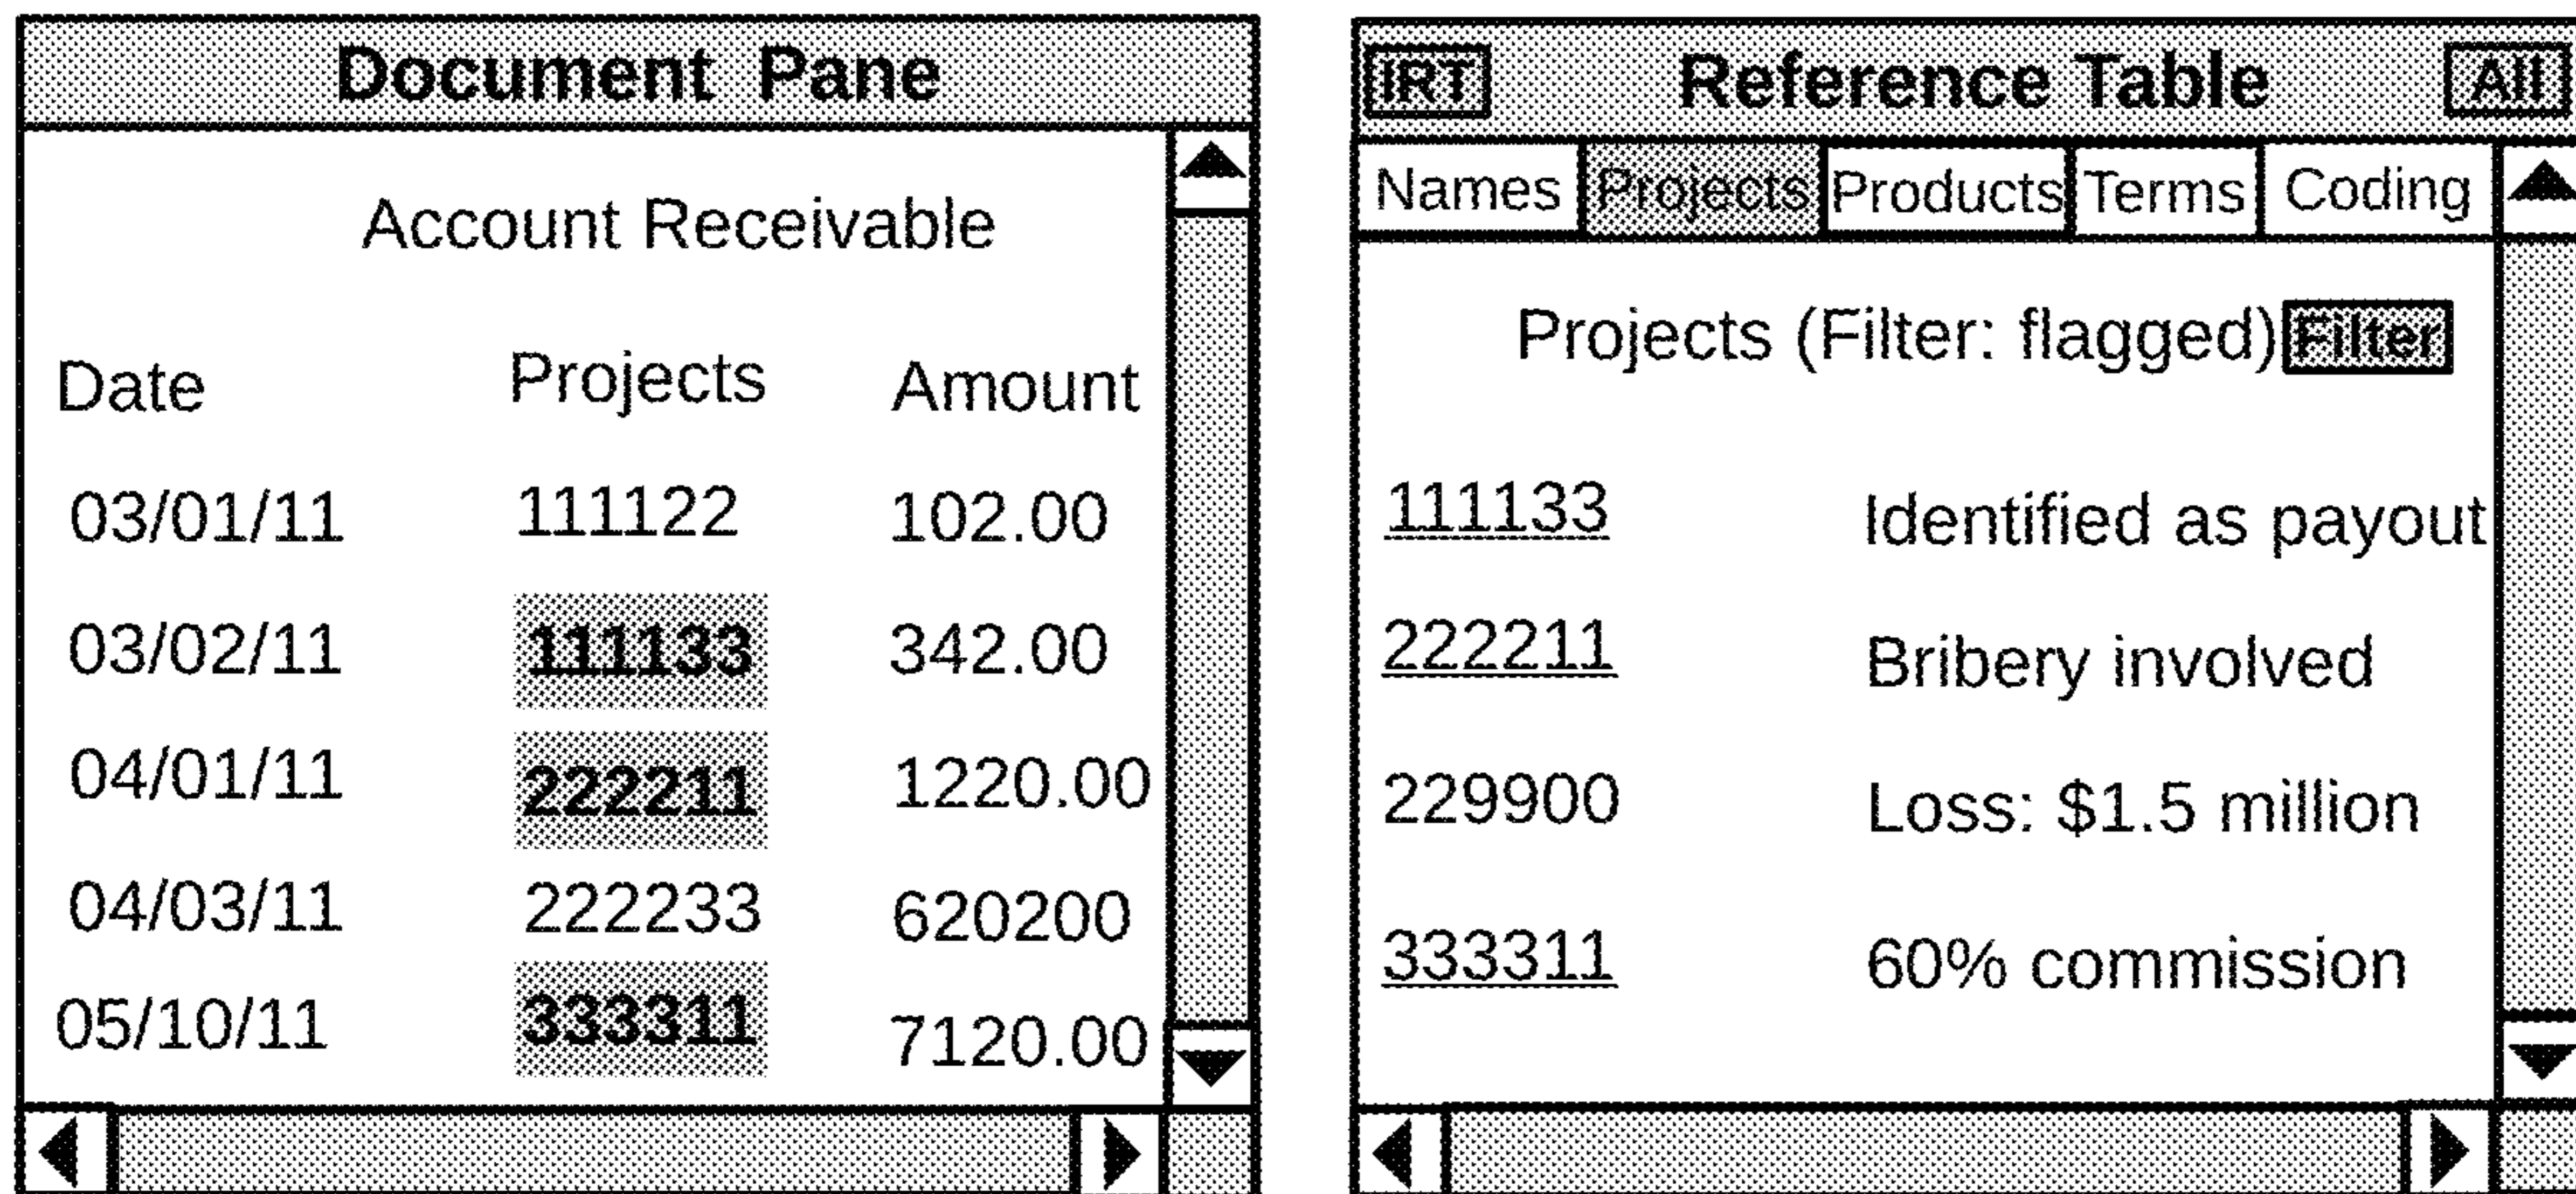 Document Pane
Account Receivable
Date Projects Amount
03/01/11 111122 102.00
03/02/11 111133 342.00
04/01/11 222211 1220.00
04/03/11 222233 620200
05/10/11 333311 7120.00
IRT Reference Table All
Names Projects Products Terms Coding
Projects (Filter: flagged) Filter
111133 Identified as payout
222211 Bribery involved
229900 Loss: $1.5 million
333311 60% commission